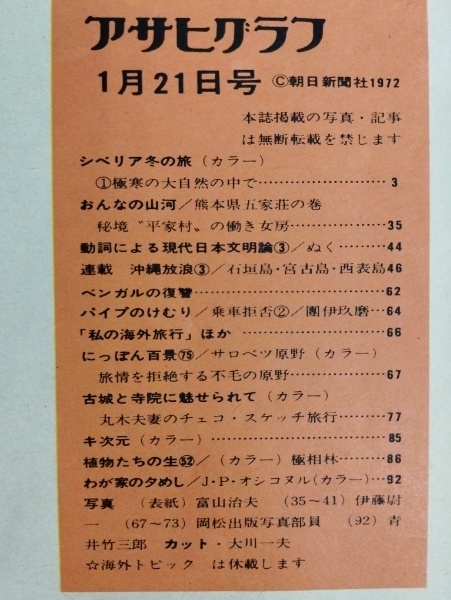 アサヒグラフ
1月21日号 ©朝日新聞社1972
本誌掲載の写真・記事
は無断転載を禁じます
シベリア冬の旅（カラー）
①極寒の大自然の中で……………………3
おんなの山河／熊本県五家荘の巻
秘境〝平家村〟の働き女房……………35
動詞による現代日本文明論③／ぬく……44
連載　沖縄放浪③／石垣島・宮古島・西表島46
ベンガルの復讐……………………………62
パイプのけむり／乗車拒否②／團伊玖磨…64
「私の海外旅行」ほか ……………………66
にっぽん百景㊆／サロベツ原野（カラー）
旅情を拒絶する不毛の原野……………67
古城と寺院に魅せられて（カラー）
丸木夫妻のチェコ・スケッチ旅行………77
キ次元（カラー）…………………………85
植物たちの生㊾／（カラー）極相林………86
わが家の夕めし／J・P・オシコヌル(カラー)…92
写真　（表紙）富山治夫　（35〜41）伊藤尉
一　（67〜73）岡松出版写真部員　（92）青
井竹三郎　カット・大川一夫
☆海外トピック　は休載します